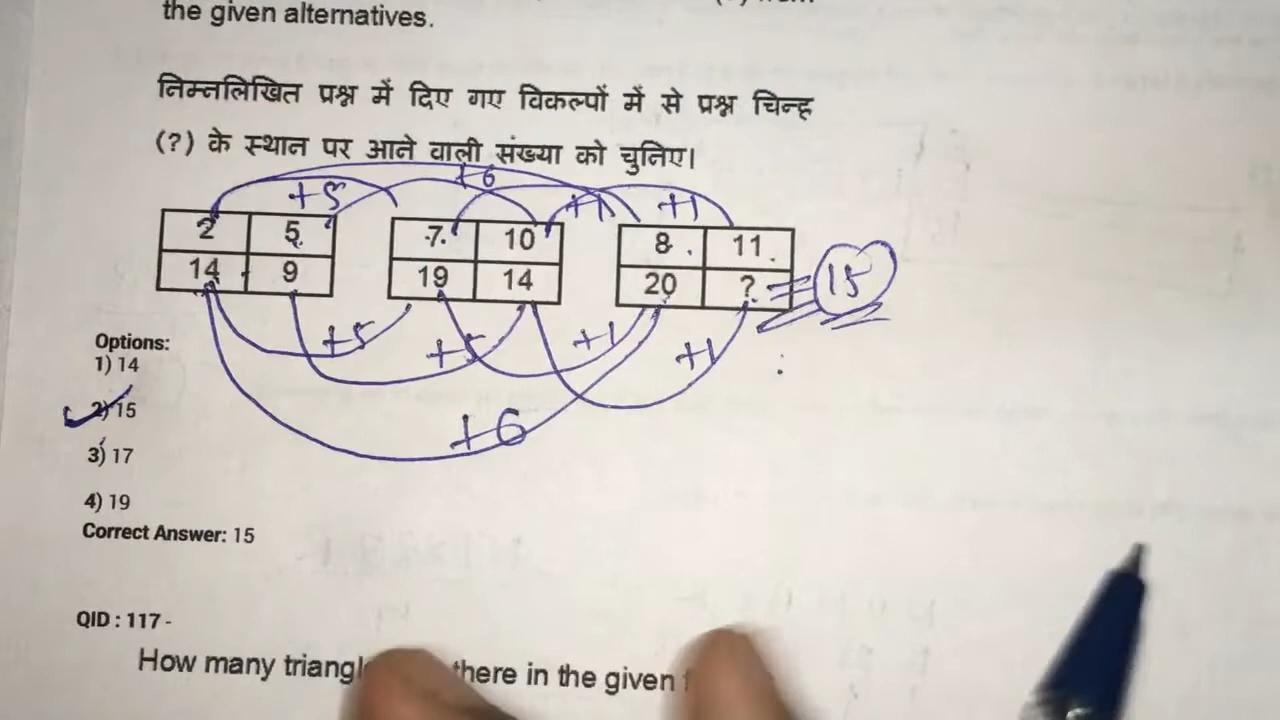 the given alternatives.
निम्नलिखित प्रश्न में दिए गए विकल्पों में से प्रश्न चिन्ह
(?) के स्थान पर आने वाली संख्या को चुनिए।
+5 +6 +1 +1
2 5 7 10 8 11
14 9 19 14 20 ? = 15
+5 +5 +1 +1
+6
Options:
1) 14
2) 15
3) 17
4) 19
Correct Answer: 15
QID : 117 -
How many there in the given